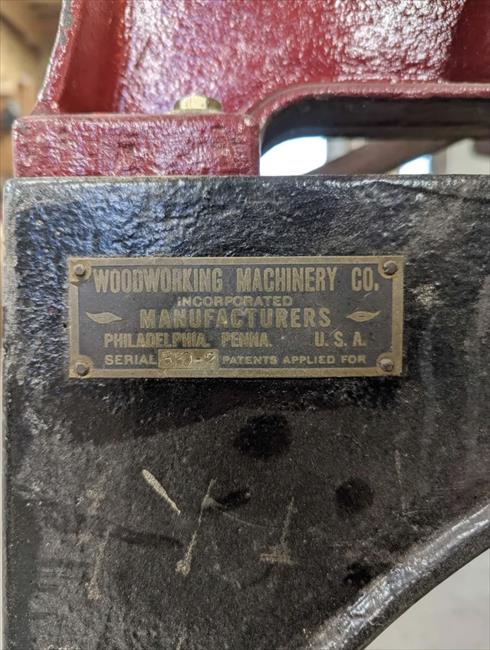 WOODWORKING MACHINERY CO.
INCORPORATED
MANUFACTURERS
PHILADELPHIA. PENNA. U. S. A.
SERIAL PATENTS APPLIED FOR